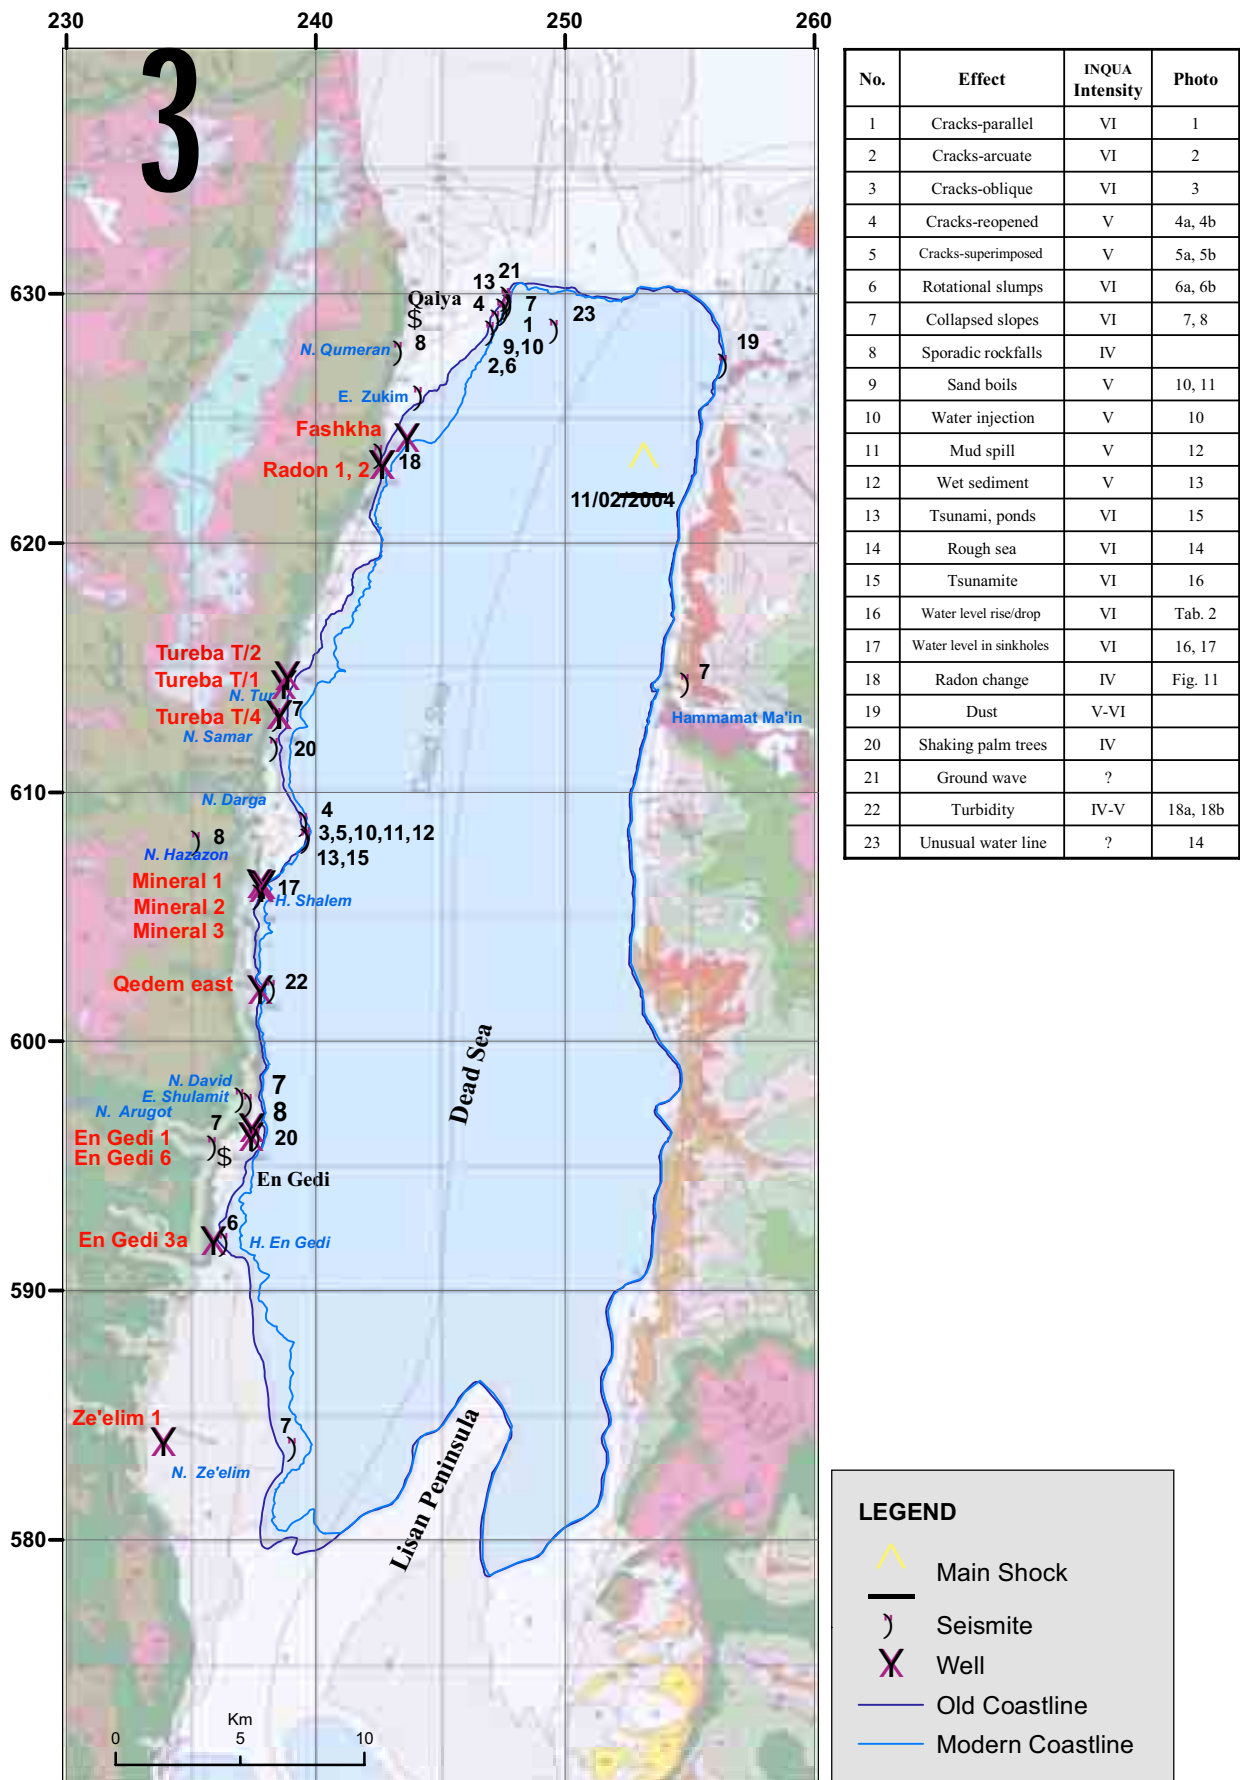 230 240 250 260
3
630
620
610
600
590
580
21
13
Qalya
4
7
$
1
23
8
N. Qumeran
9,10
2,6
19
E. Zukim
Fashkha
18
Radon 1, 2
11/02/2004
Tureba T/2
Tureba T/1
N. Tur
7
Tureba T/4
7
Hammamat Ma'in
N. Samar
20
N. Darga
4
8
3,5,10,11,12
N. Hazazon
13,15
Mineral 1
17
H. Shalem
Mineral 2
Mineral 3
Qedem east
22
Dead Sea
N. David
7
E. Shulamit
N. Arugot
8
7
En Gedi 1
20
En Gedi 6
$
En Gedi
6
En Gedi 3a
H. En Gedi
Ze'elim 1
7
N. Ze'elim
Lisan Peninsula
Km
0 5 10
No. Effect INQUA Intensity Photo
1 Cracks-parallel VI 1
2 Cracks-arcuate VI 2
3 Cracks-oblique VI 3
4 Cracks-reopened V 4a, 4b
5 Cracks-superimposed V 5a, 5b
6 Rotational slumps VI 6a, 6b
7 Collapsed slopes VI 7, 8
8 Sporadic rockfalls IV
9 Sand boils V 10, 11
10 Water injection V 10
11 Mud spill V 12
12 Wet sediment V 13
13 Tsunami, ponds VI 15
14 Rough sea VI 14
15 Tsunamite VI 16
16 Water level rise/drop VI Tab. 2
17 Water level in sinkholes VI 16, 17
18 Radon change IV Fig. 11
19 Dust V-VI
20 Shaking palm trees IV
21 Ground wave ?
22 Turbidity IV-V 18a, 18b
23 Unusual water line ? 14
LEGEND
Main Shock
Seismite
Well
Old Coastline
Modern Coastline